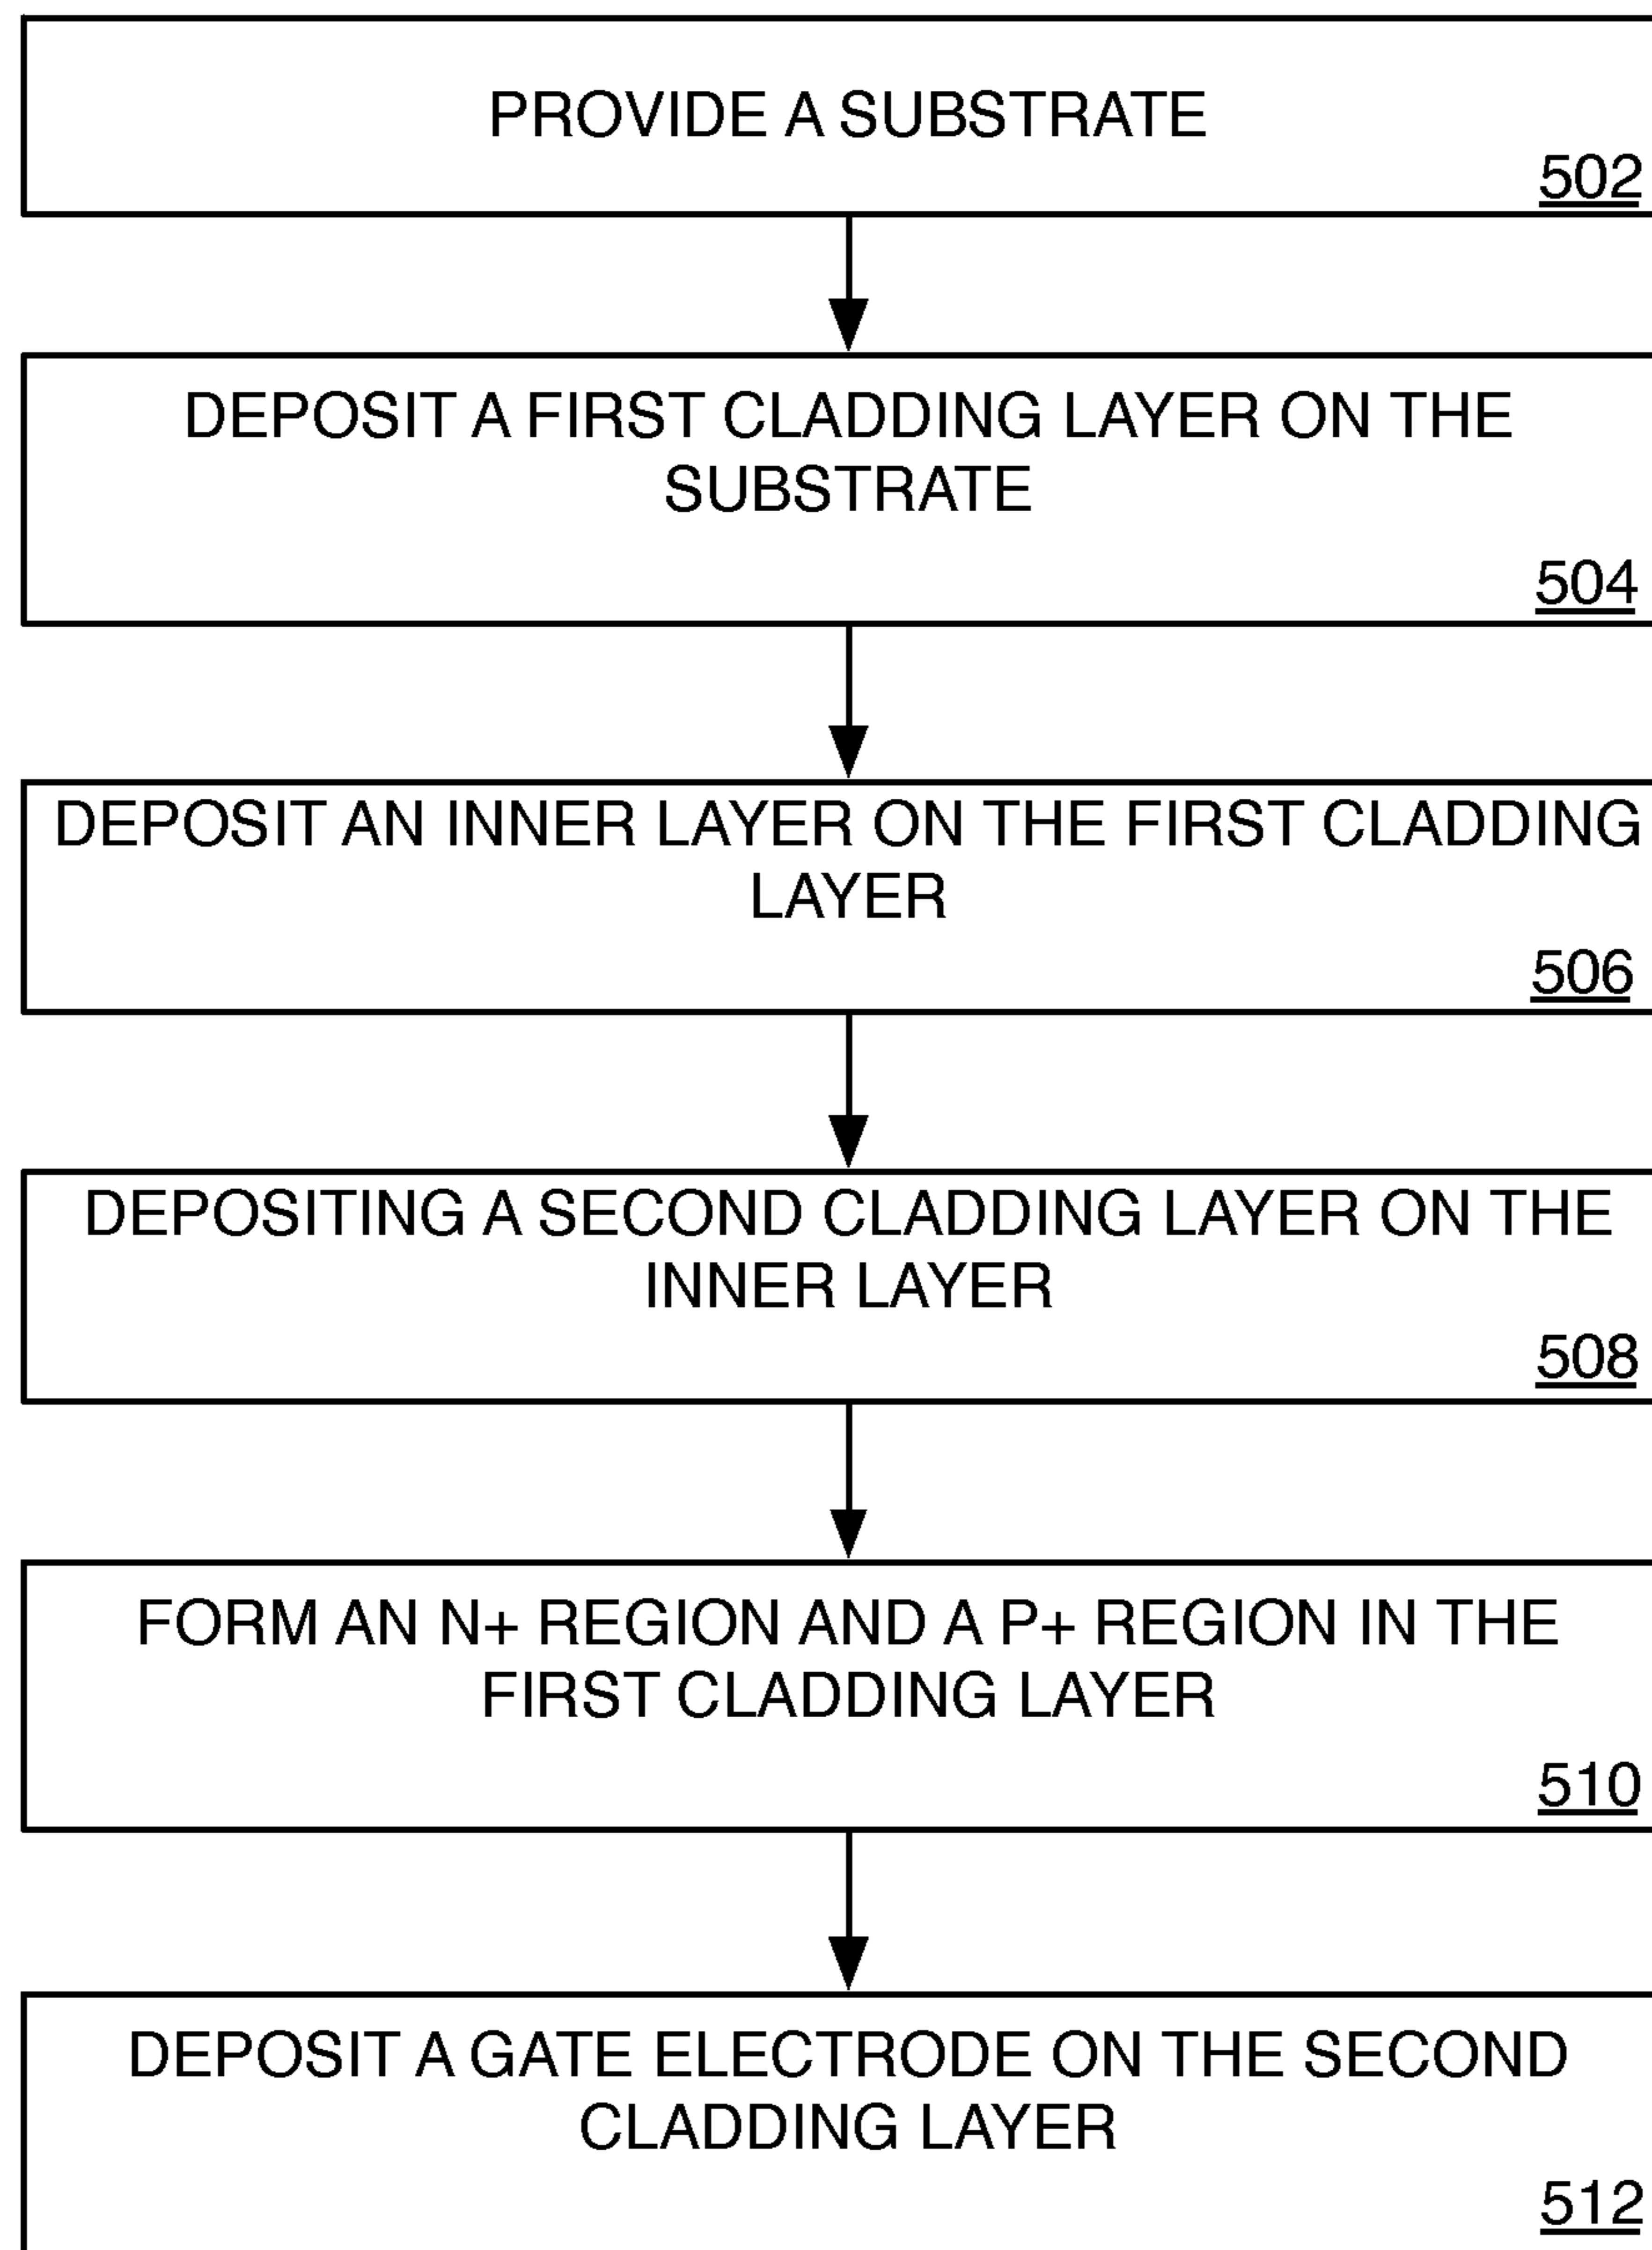 PROVIDE A SUBSTRATE
502
DEPOSIT A FIRST CLADDING LAYER ON THE
SUBSTRATE
504
DEPOSIT AN INNER LAYER ON THE FIRST CLADDING
LAYER
506
DEPOSITING A SECOND CLADDING LAYER ON THE
INNER LAYER
508
FORM AN N+ REGION AND A P+ REGION IN THE
FIRST CLADDING LAYER
510
DEPOSIT A GATE ELECTRODE ON THE SECOND
CLADDING LAYER
512